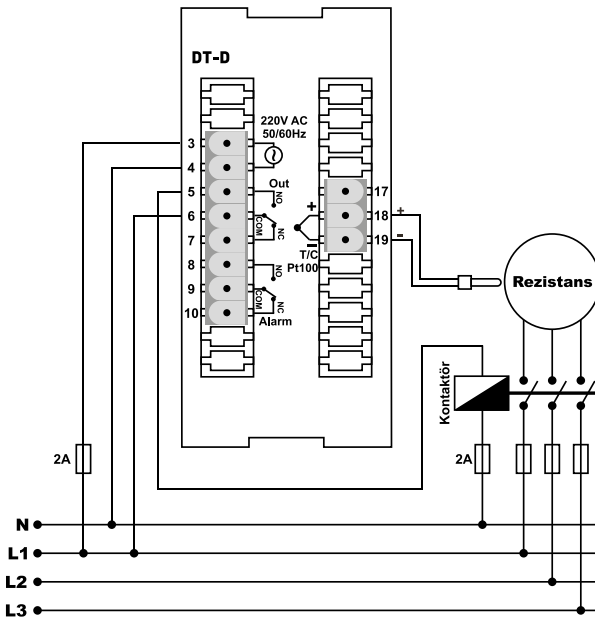 DT-D
220V AC
50/60Hz
3
4
5
6
7
8
9
10
Out
NO
COM
NC
NO
COM
NC
Alarm
17
18
19
+
−
T/C
Pt100
+
-
Rezistans
Kontaktör
2A
2A
N
L1
L2
L3